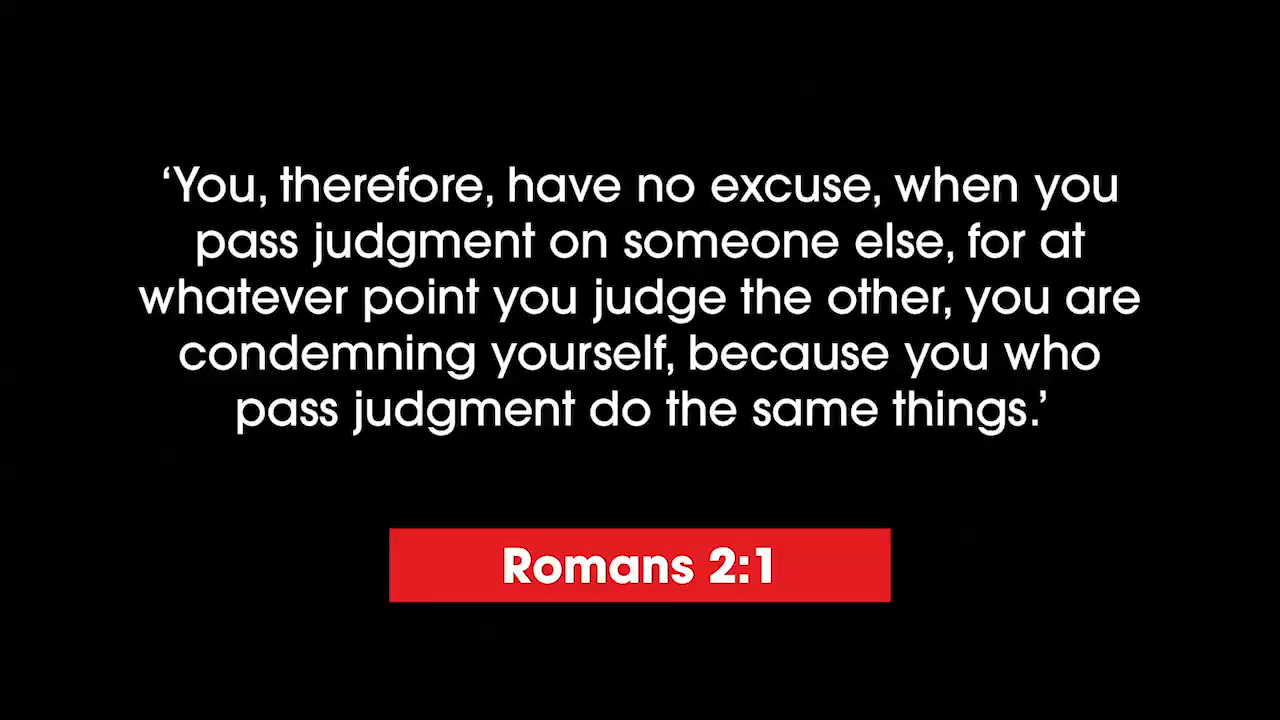 ‘You, therefore, have no excuse, when you
pass judgment on someone else, for at
whatever point you judge the other, you are
condemning yourself, because you who
pass judgment do the same things.’
Romans 2:1